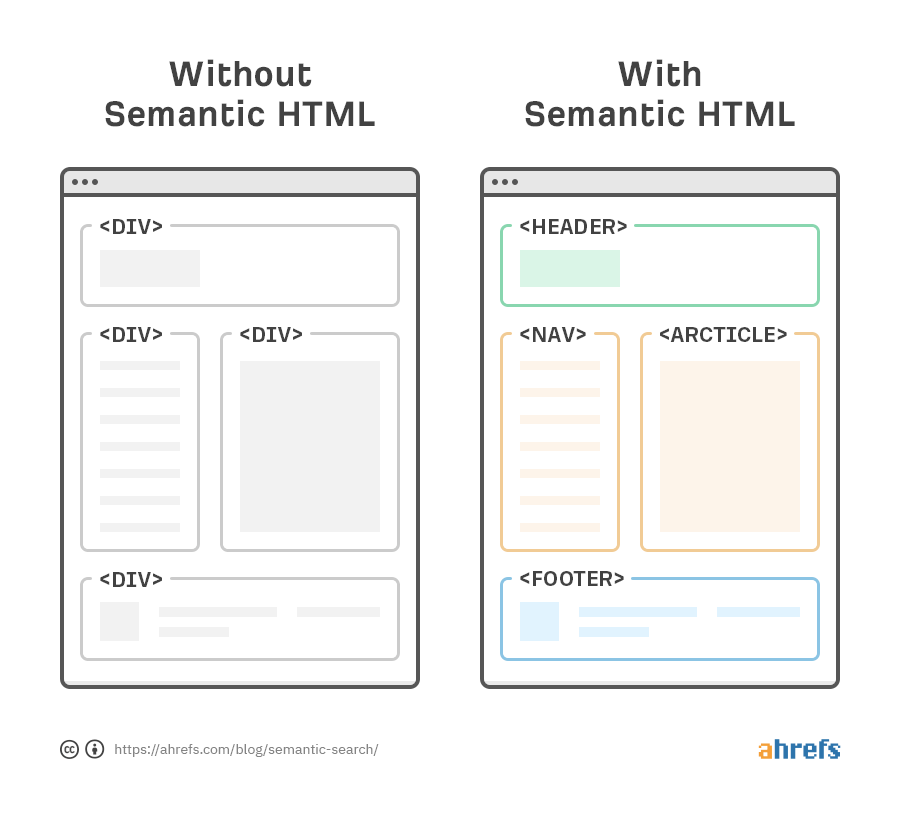 Without
Semantic HTML
<DIV>
<DIV>
<DIV>
<DIV>
With
Semantic HTML
<HEADER>
<NAV>
<ARCTICLE>
<FOOTER>
cc
https://ahrefs.com/blog/semantic-search/
ahrefs